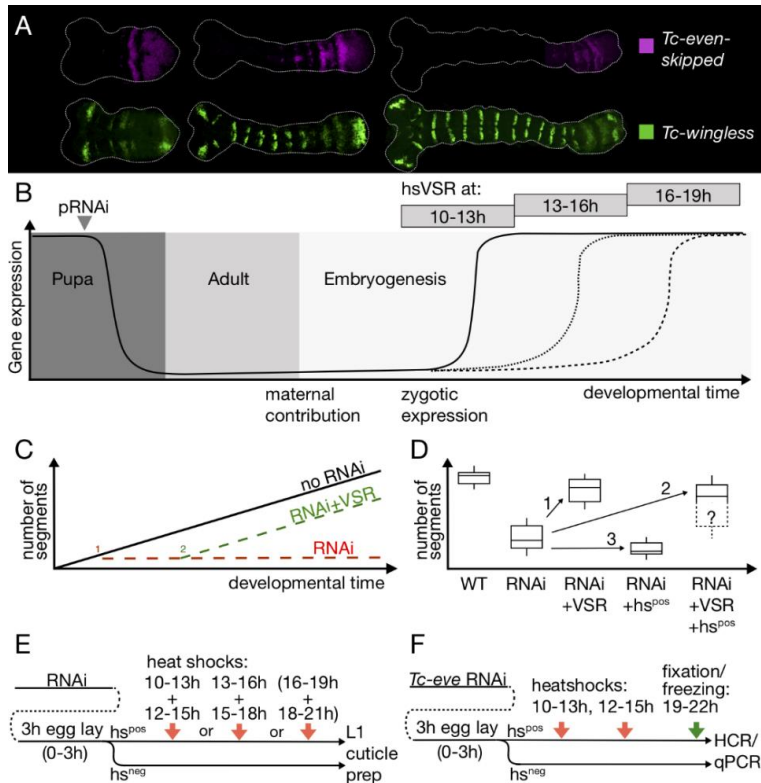 A
Tc-even-
skipped
Tc-wingless
B
hsVSR at:
10-13h
13-16h
16-19h
pRNAi
Gene expression
Pupa
Adult
Embryogenesis
maternal
contribution
zygotic
expression
developmental time
C
number of
segments
no RNAi
RNAi+VSR
RNAi
1
2
developmental time
D
number of
segments
1
2
3
?
WT
RNAi
RNAi
+VSR
RNAi
+hsᵖᵒˢ
RNAi
+VSR
+hsᵖᵒˢ
E
RNAi
heat shocks:
10-13h 13-16h (16-19h
+ + +
12-15h 15-18h 18-21h)
or or
3h egg lay
(0-3h)
hsᵖᵒˢ
hsⁿᵉᵍ
L1
cuticle
prep
F
Tc-eve RNAi
heatshocks:
10-13h, 12-15h
fixation/
freezing:
19-22h
3h egg lay
(0-3h)
hsᵖᵒˢ
hsⁿᵉᵍ
HCR/
qPCR